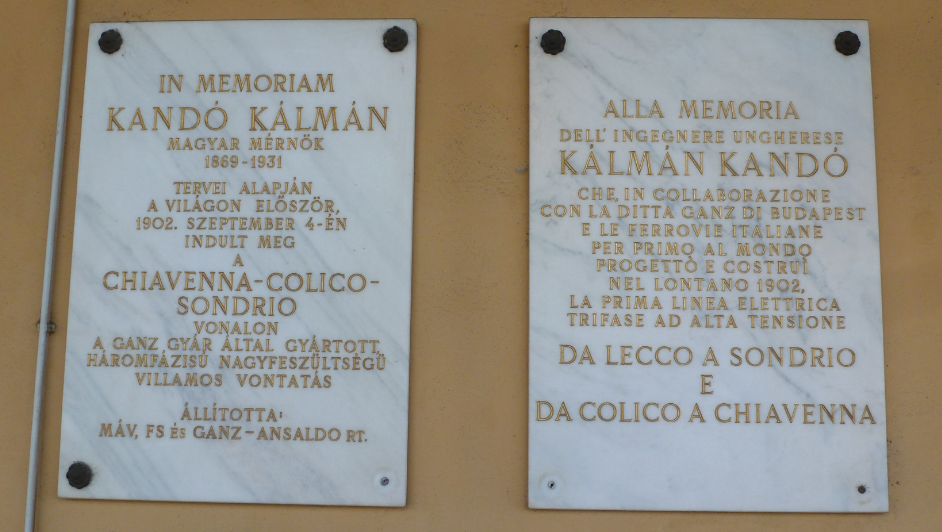 IN MEMORIAM
KANDÓ KÁLMÁN
MAGYAR MÉRNÖK
1869-1931
TERVEI ALAPJÁN
A VILÁGON ELŐSZÖR,
1902. SZEPTEMBER 4-ÉN
INDULT MEG
A
CHIAVENNA-COLICO-
SONDRIO
VONALON
A GANZ GYÁR ÁLTAL GYÁRTOTT,
HÁROMFÁZISÚ NAGYFESZÜLTSÉGŰ
VILLAMOS VONTATÁS
ÁLLÍTOTTA:
MÁV, FS ÉS GANZ-ANSALDO RT.
ALLA MEMORIA
DELL'INGEGNERE UNGHERESE
KÁLMÁN KANDÓ
CHE, IN COLLABORAZIONE
CON LA DITTA GANZ DI BUDAPEST
E LE FERROVIE ITALIANE
PER PRIMO AL MONDO
PROGETTÒ E COSTRUÌ
NEL LONTANO 1902,
LA PRIMA LINEA ELETTRICA
TRIFASE AD ALTA TENSIONE
DA LECCO A SONDRIO
E
DA COLICO A CHIAVENNA